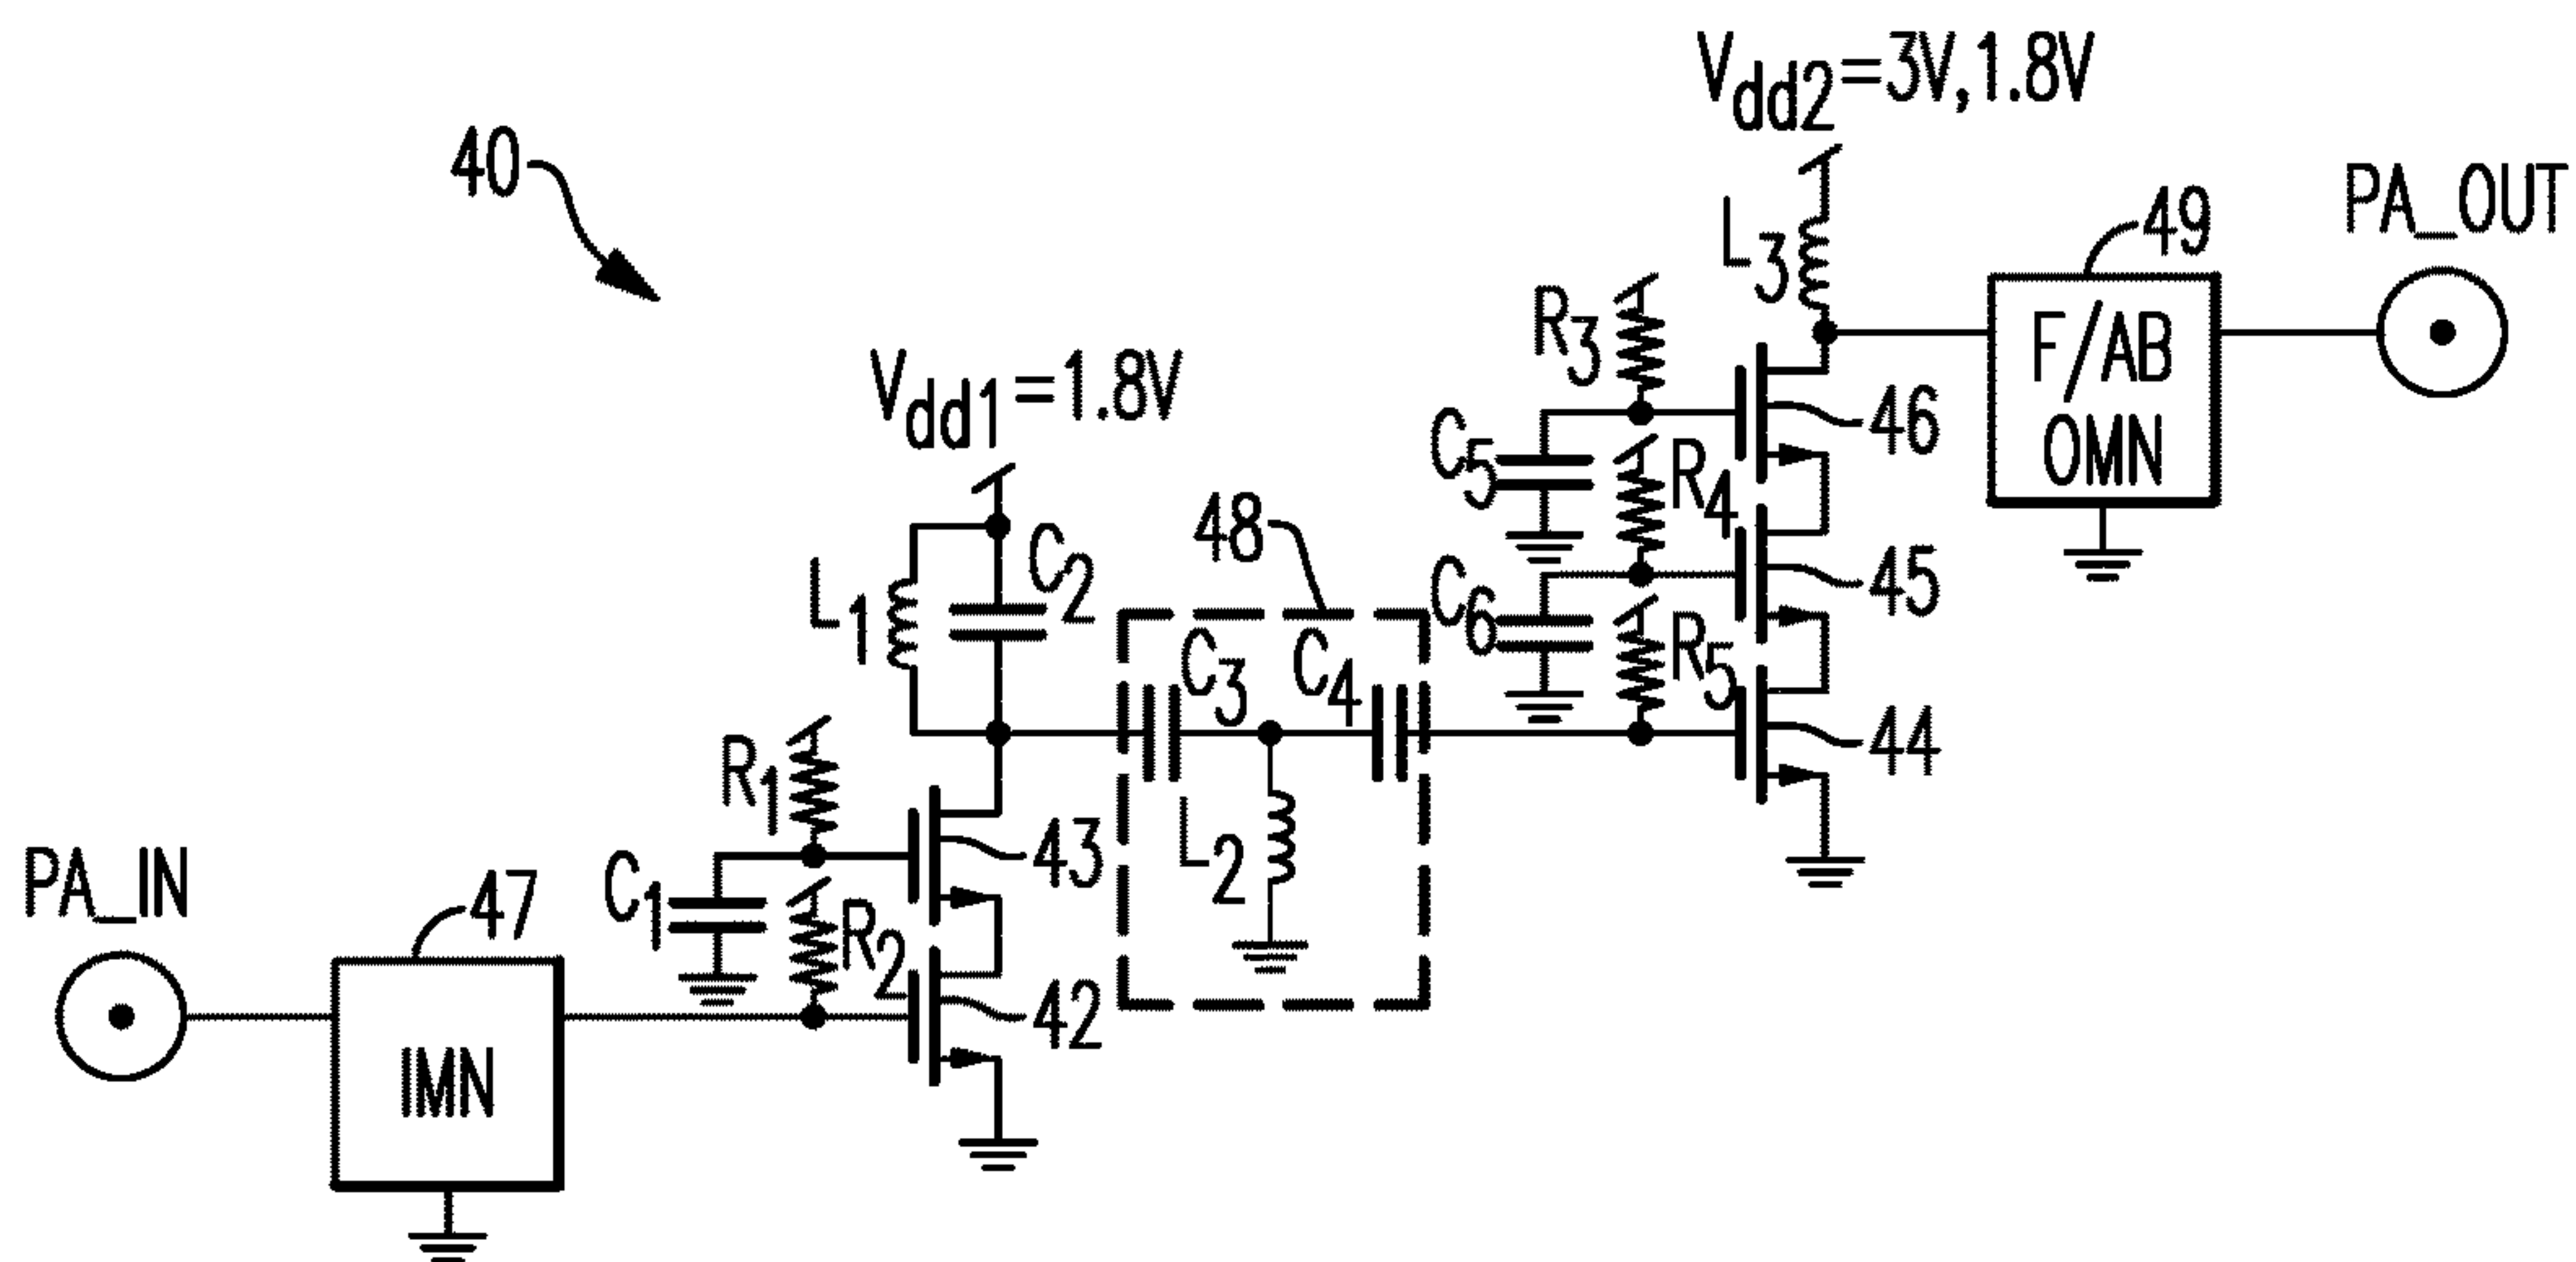 40
Vdd2=3V,1.8V
PA_OUT
49
L3
R3
F/AB
OMN
46
Vdd1=1.8V
C5
R4
48
C2
L1
C6
45
C3
C4
R5
44
R1
L2
43
PA_IN
47
C1
R2
42
IMN